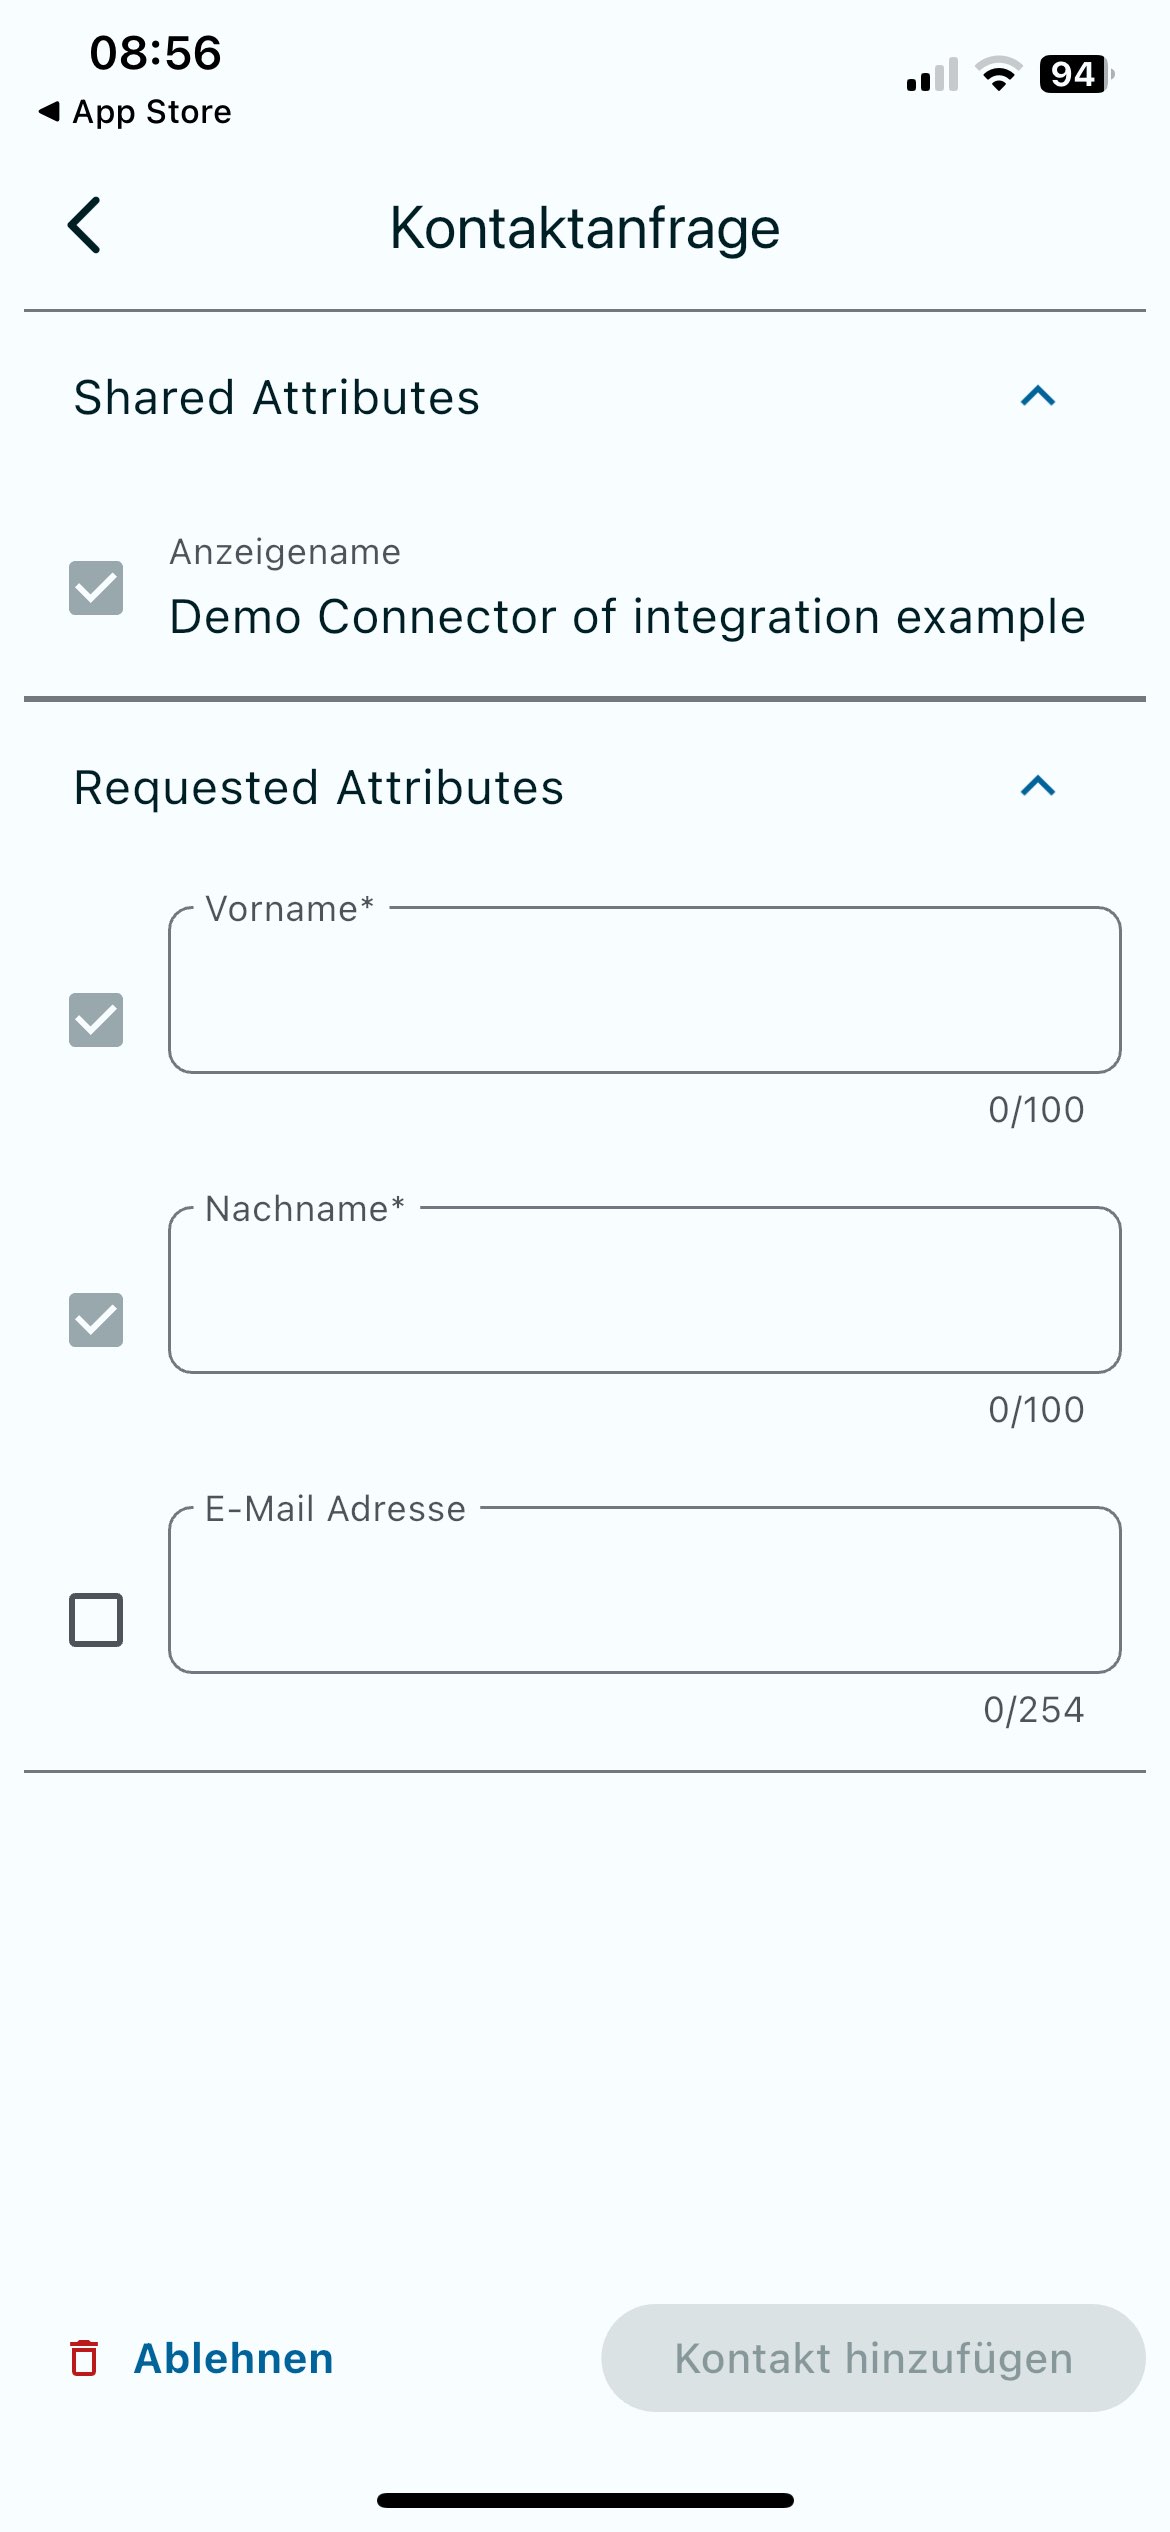 08:56
94
◀ App Store
Kontaktanfrage
Shared Attributes
Anzeigename
Demo Connector of integration example
Requested Attributes
Vorname*
0/100
Nachname*
0/100
E-Mail Adresse
0/254
Ablehnen
Kontakt hinzufügen